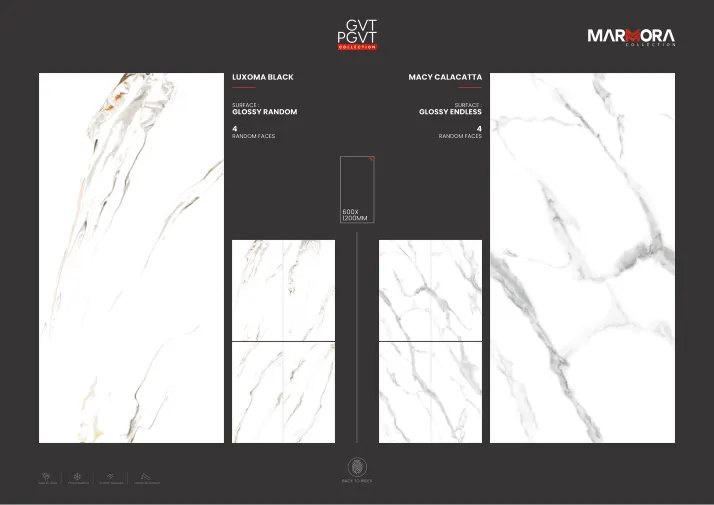 GVT
PGVT
COLLECTION
MARMORA
COLLECTION
LUXOMA BLACK
SURFACE :
GLOSSY RANDOM
4
RANDOM FACES
MACY CALACATTA
SURFACE :
GLOSSY ENDLESS
4
RANDOM FACES
600X
1200MM
BACK TO INDEX